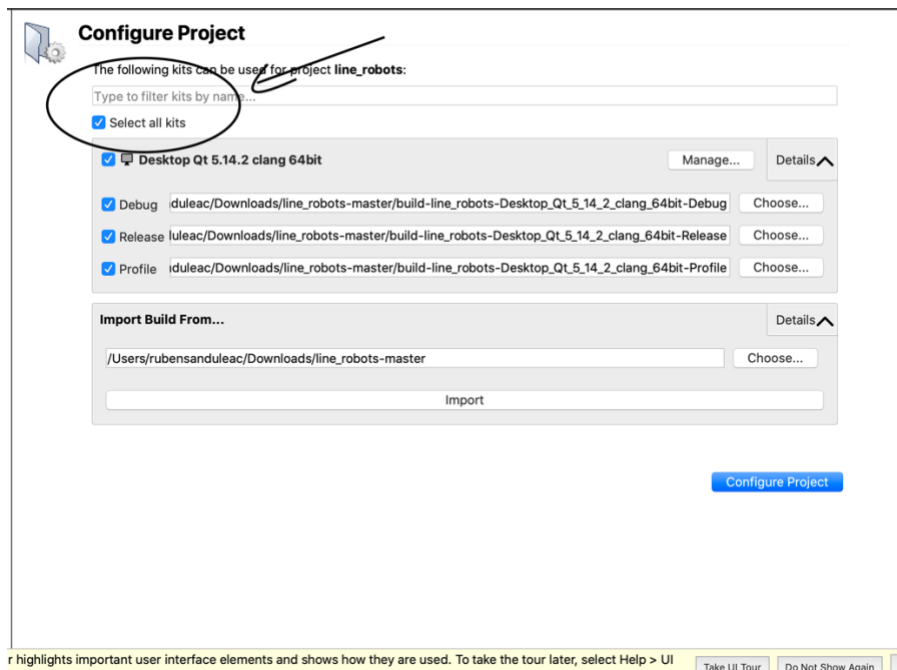 Configure Project
The following kits can be used for project line_robots:
Type to filter kits by name...
Select all kits
Desktop Qt 5.14.2 clang 64bit Manage... Details
Debug duleac/Downloads/line_robots-master/build-line_robots-Desktop_Qt_5_14_2_clang_64bit-Debug Choose...
Release luleac/Downloads/line_robots-master/build-line_robots-Desktop_Qt_5_14_2_clang_64bit-Release Choose...
Profile duleac/Downloads/line_robots-master/build-line_robots-Desktop_Qt_5_14_2_clang_64bit-Profile Choose...
Import Build From... Details
/Users/rubensanduleac/Downloads/line_robots-master Choose...
Import
Configure Project
r highlights important user interface elements and shows how they are used. To take the tour later, select Help > UI Take UI Tour Do Not Show Again